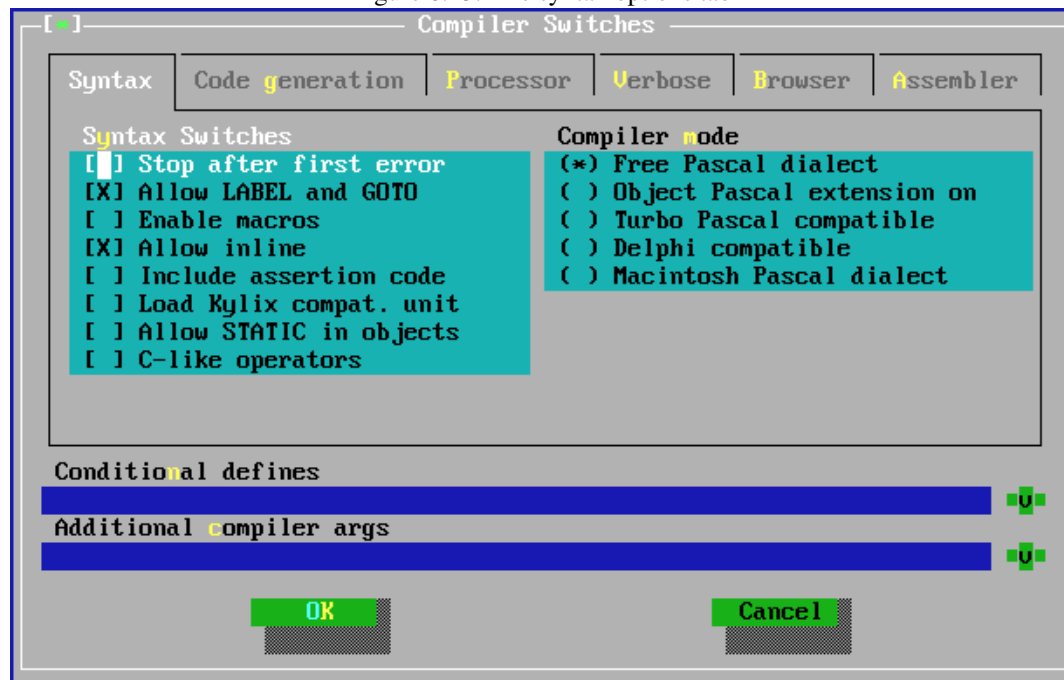 [*] Compiler Switches
Syntax Code generation Processor Verbose Browser Assembler
Syntax Switches
[ ] Stop after first error
[X] Allow LABEL and GOTO
[ ] Enable macros
[X] Allow inline
[ ] Include assertion code
[ ] Load Kylix compat. unit
[ ] Allow STATIC in objects
[ ] C-like operators
Compiler mode
(*) Free Pascal dialect
( ) Object Pascal extension on
( ) Turbo Pascal compatible
( ) Delphi compatible
( ) Macintosh Pascal dialect
Conditional defines
Additional compiler args
OK Cancel